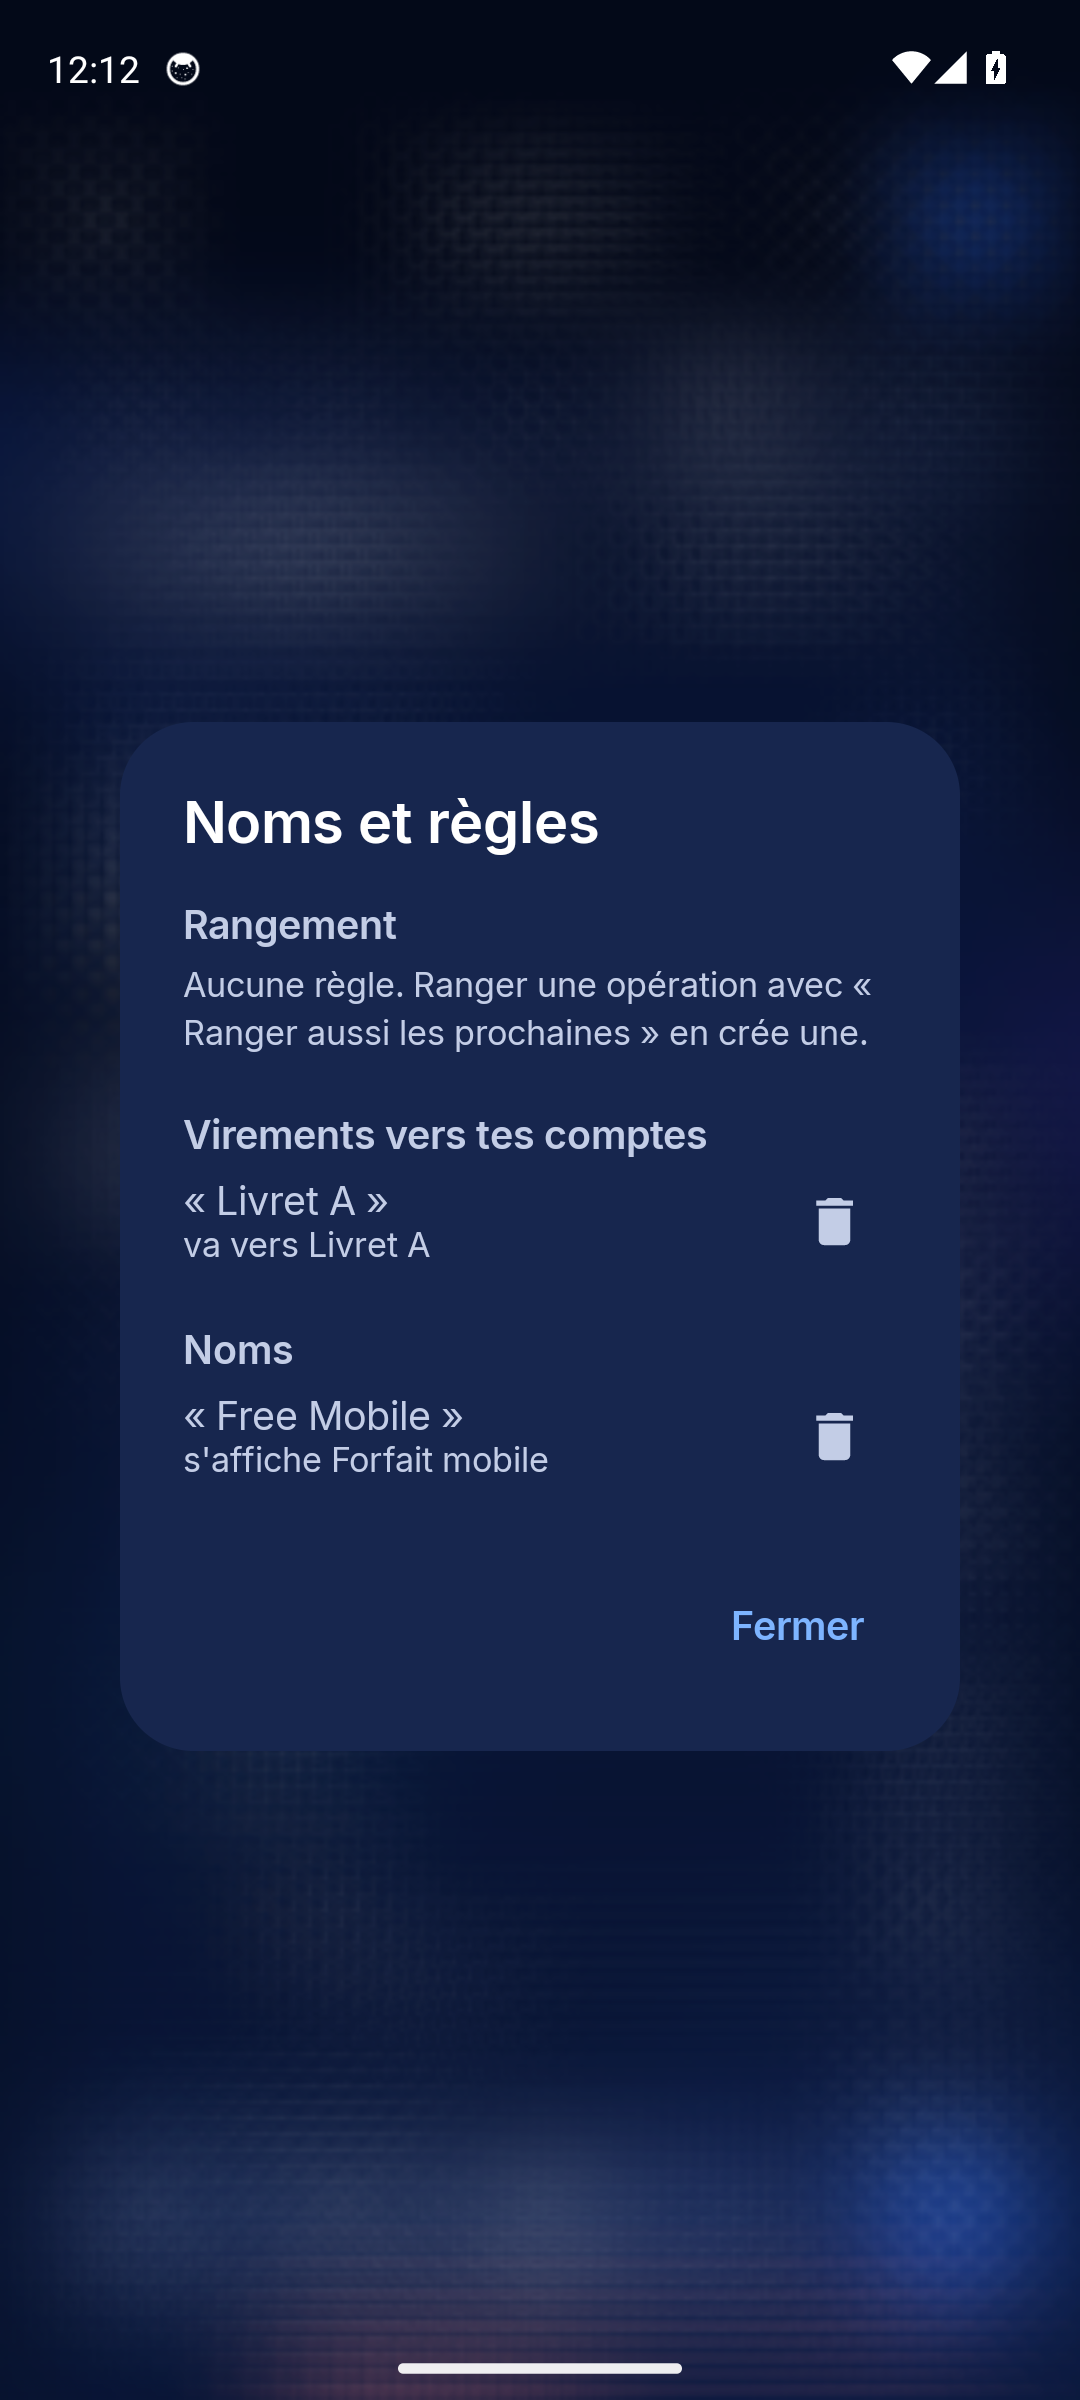 12:12
Noms et règles
Rangement
Aucune règle. Ranger une opération avec «
Ranger aussi les prochaines » en crée une.
Virements vers tes comptes
« Livret A »
va vers Livret A
Noms
« Free Mobile »
s'affiche Forfait mobile
Fermer